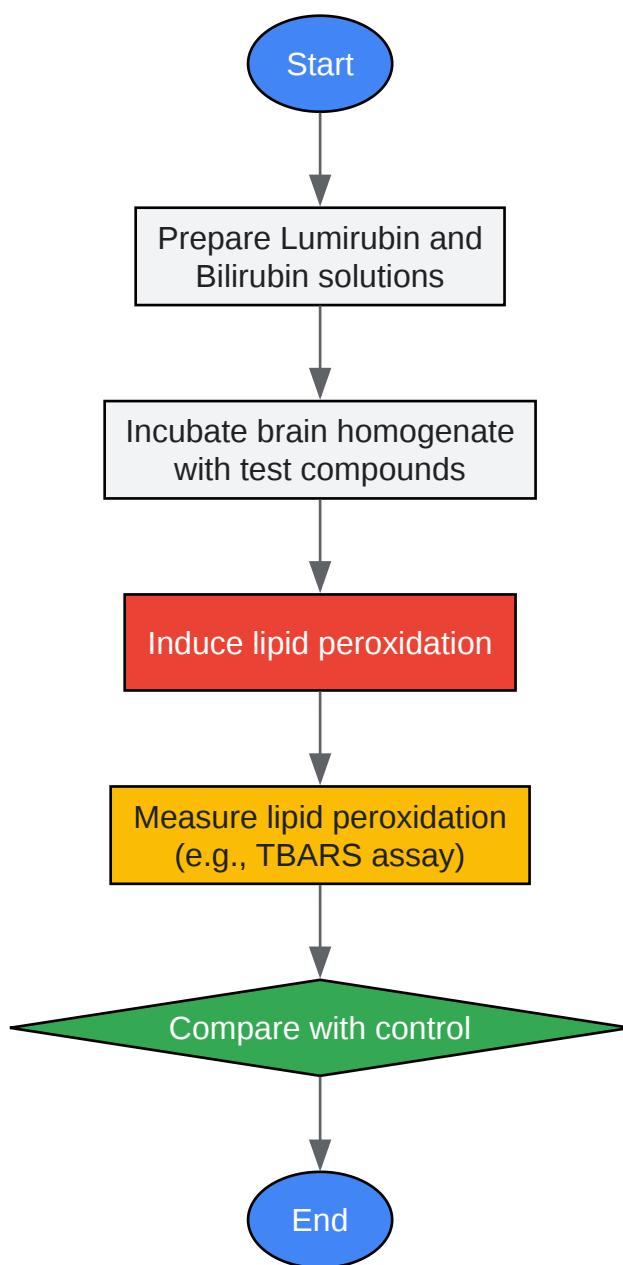 Start
Prepare Lumirubin and
Bilirubin solutions
Incubate brain homogenate
with test compounds
Induce lipid peroxidation
Measure lipid peroxidation
(e.g., TBARS assay)
Compare with control
End